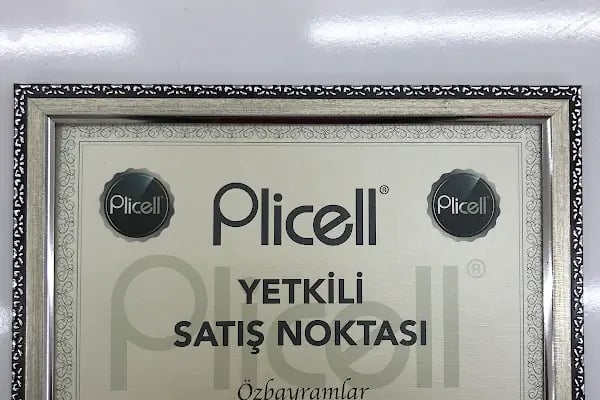 Plicell Plicell® Plicell
Plicell®
YETKİLİ
SATIŞ NOKTASI
Özbayramlar